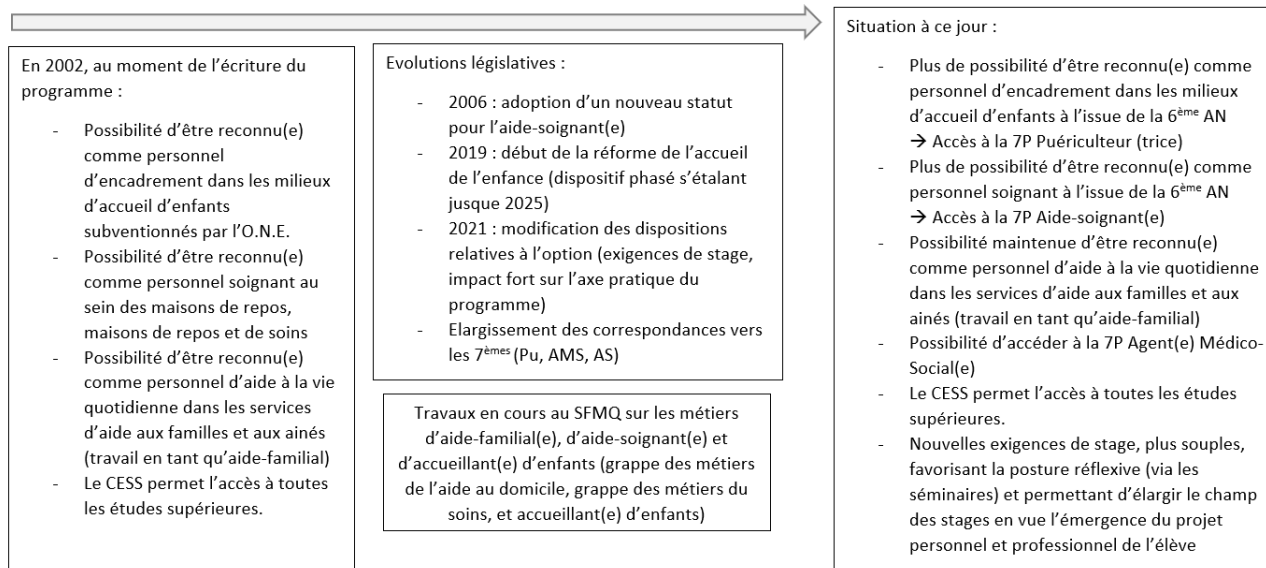 En 2002, au moment de l'écriture du
programme :
- Possibilité d'être reconnu(e)
comme personnel
d'encadrement dans les milieux
d'accueil d'enfants
subventionnés par l'O.N.E.
- Possibilité d'être reconnu(e)
comme personnel soignant au
sein des maisons de repos,
maisons de repos et de soins
- Possibilité d'être reconnu(e)
comme personnel d'aide à la vie
quotidienne dans les services
d'aide aux familles et aux ainés
(travail en tant qu'aide-familial)
- Le CESS permet l'accès à toutes
les études supérieures.
Evolutions législatives :
- 2006 : adoption d'un nouveau statut
pour l'aide-soignant(e)
- 2019 : début de la réforme de l'accueil
de l'enfance (dispositif phasé s'étalant
jusque 2025)
- 2021 : modification des dispositions
relatives à l'option (exigences de stage,
impact fort sur l'axe pratique du
programme)
- Elargissement des correspondances vers
les 7èmes (Pu, AMS, AS)
Travaux en cours au SFMQ sur les métiers
d'aide-familial(e), d'aide-soignant(e) et
d'accueillant(e) d'enfants (grappe des métiers
de l'aide au domicile, grappe des métiers du
soins, et accueillant(e) d'enfants)
Situation à ce jour :
- Plus de possibilité d'être reconnu(e) comme
personnel d'encadrement dans les milieux
d'accueil d'enfants à l'issue de la 6ème AN
→ Accès à la 7P Puériculteur (trice)
- Plus de possibilité d'être reconnu(e) comme
personnel soignant à l'issue de la 6ème AN
→ Accès à la 7P Aide-soignant(e)
- Possibilité maintenue d'être reconnu(e)
comme personnel d'aide à la vie quotidienne
dans les services d'aide aux familles et aux
ainés (travail en tant qu'aide-familial)
- Possibilité d'accéder à la 7P Agent(e) Médico-
Social(e)
- Le CESS permet l'accès à toutes les études
supérieures.
- Nouvelles exigences de stage, plus souples,
favorisant la posture réflexive (via les
séminaires) et permettant d'élargir le champ
des stages en vue l'émergence du projet
personnel et professionnel de l'élève